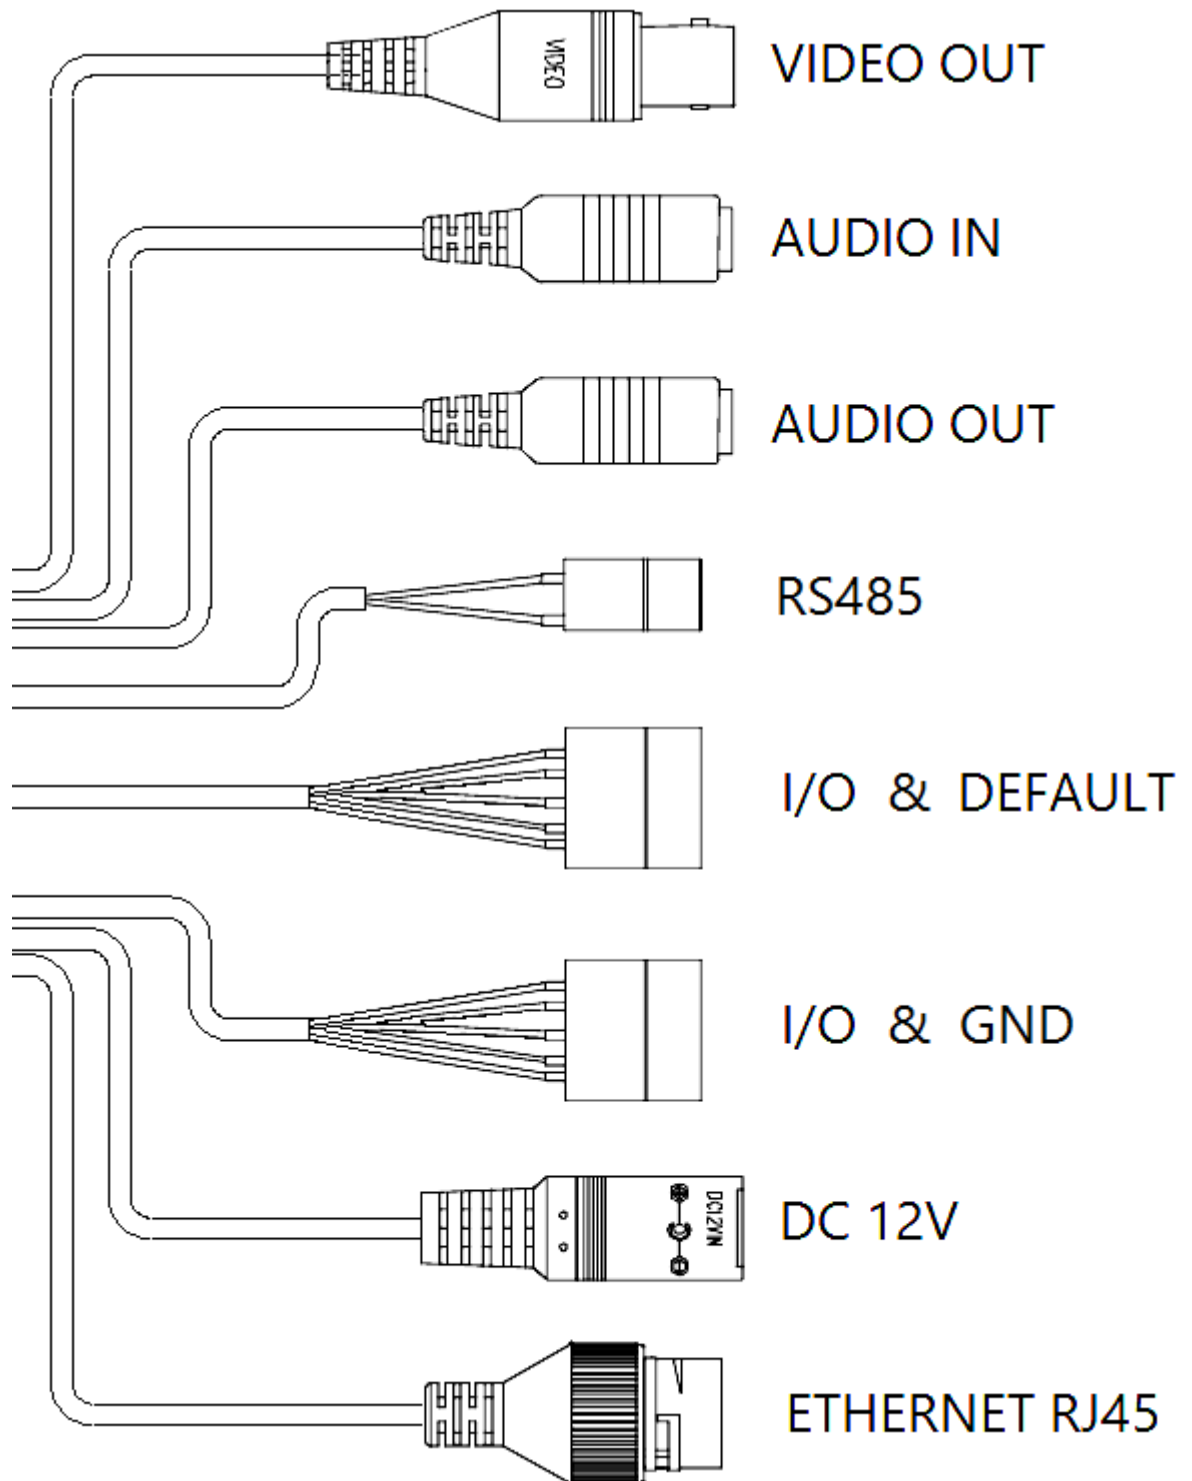 VIDEO
VIDEO OUT
AUDIO IN
AUDIO OUT
RS485
I/O & DEFAULT
I/O & GND
DC12VIN
DC 12V
ETHERNET RJ45